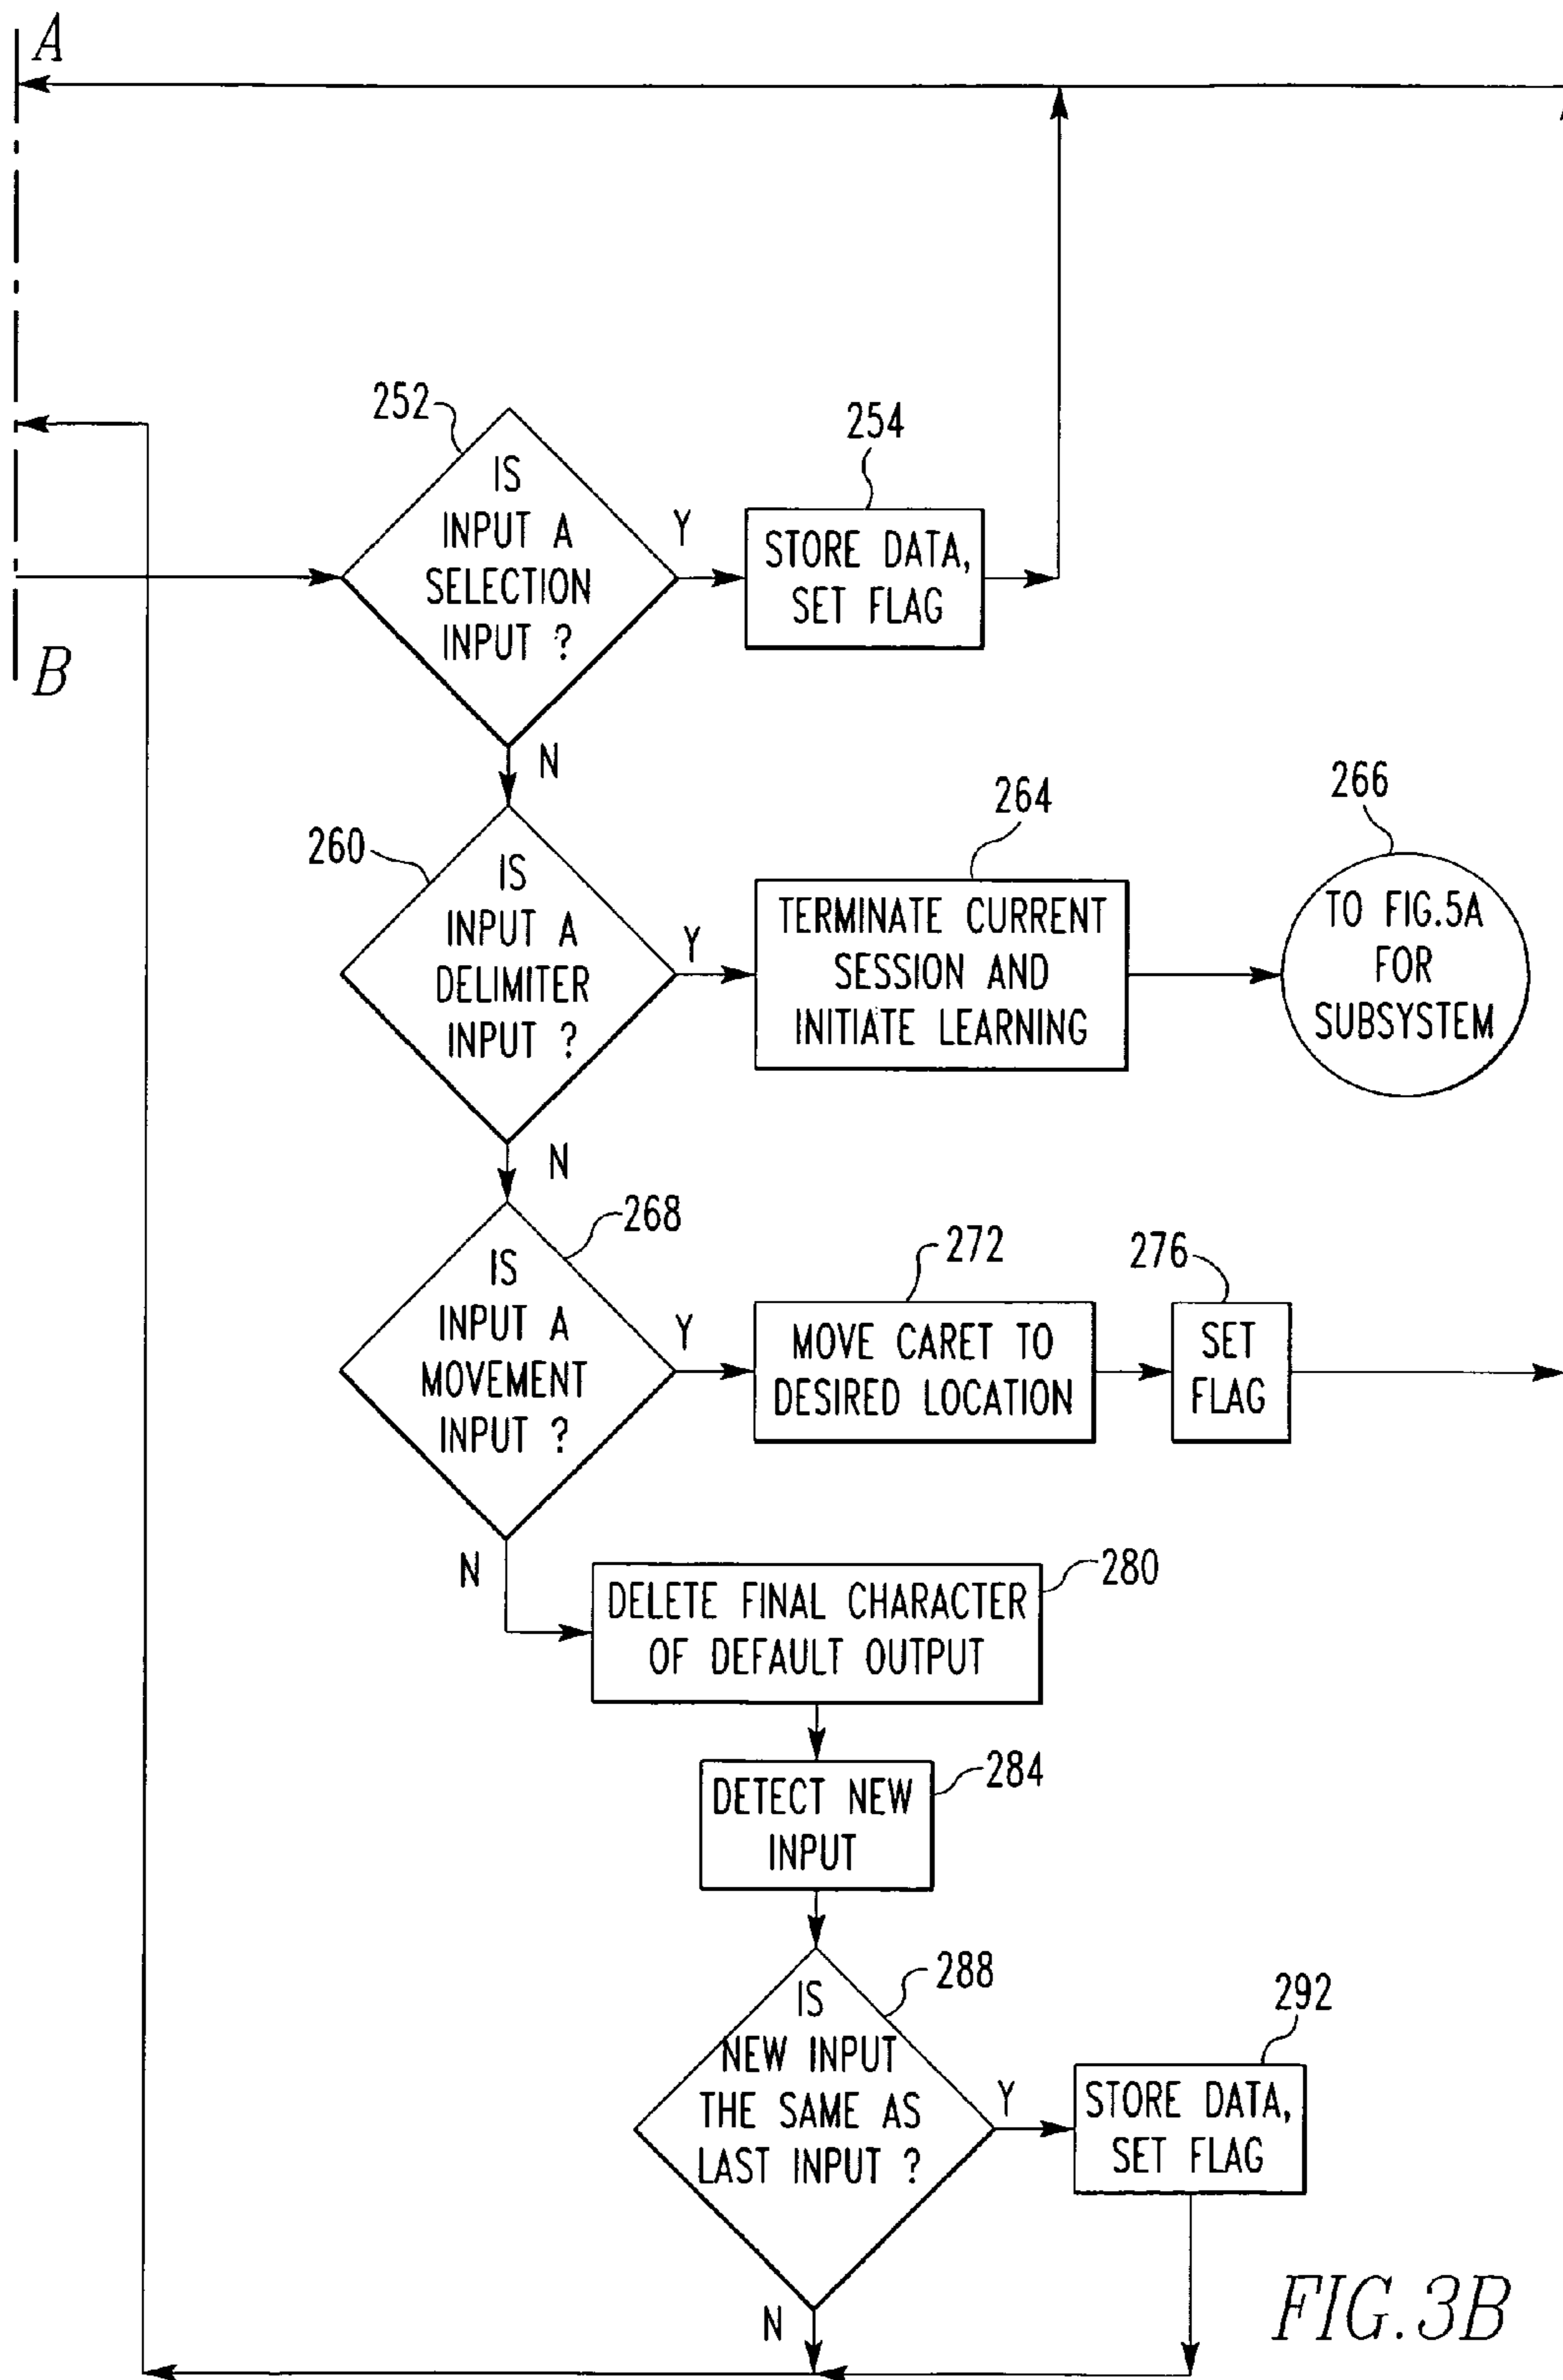 A
252
254
IS
INPUT A
SELECTION
INPUT ?
Y
STORE DATA,
SET FLAG
B
N
260
264
266
IS
INPUT A
DELIMITER
INPUT ?
Y
TERMINATE CURRENT
SESSION AND
INITIATE LEARNING
TO FIG.5A
FOR
SUBSYSTEM
N
268
272
276
IS
INPUT A
MOVEMENT
INPUT ?
Y
MOVE CARET TO
DESIRED LOCATION
SET
FLAG
N
280
DELETE FINAL CHARACTER
OF DEFAULT OUTPUT
284
DETECT NEW
INPUT
288
292
IS
NEW INPUT
THE SAME AS
LAST INPUT ?
Y
STORE DATA,
SET FLAG
N
FIG.3B